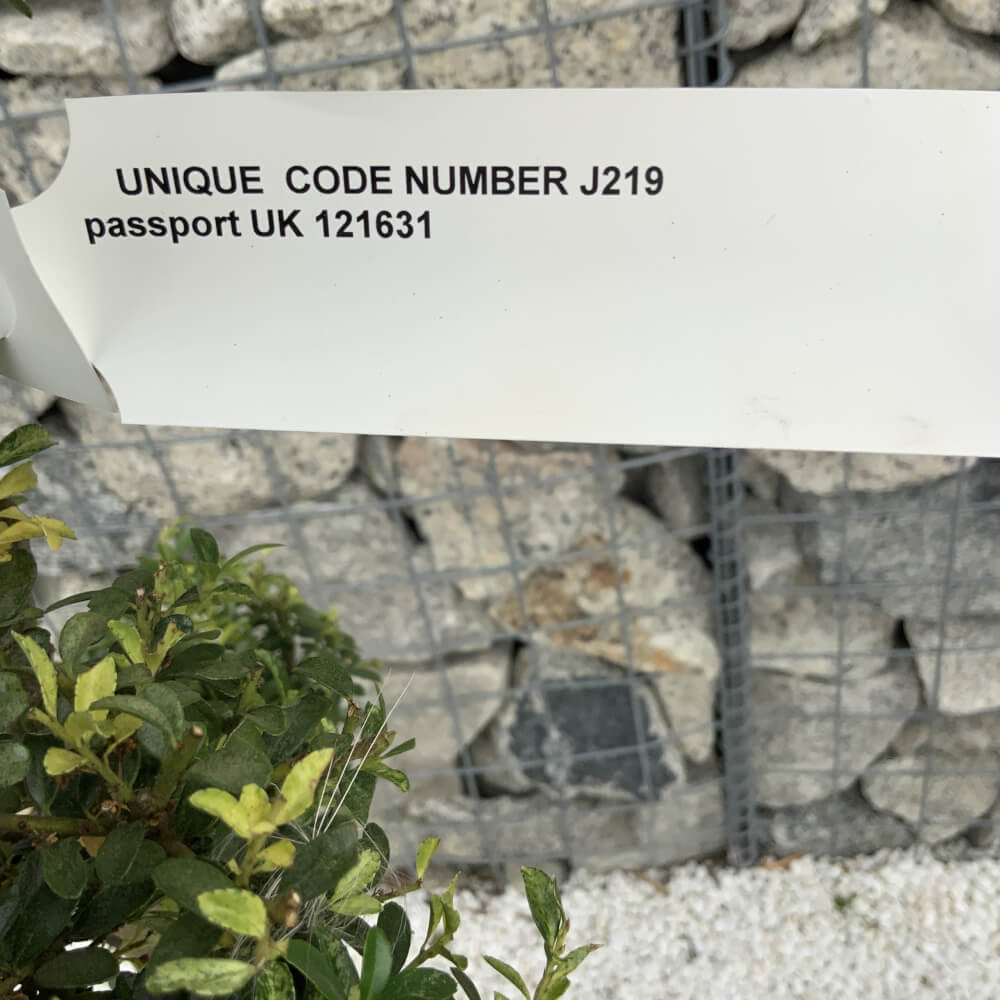 UNIQUE  CODE NUMBER J219
passport UK 121631